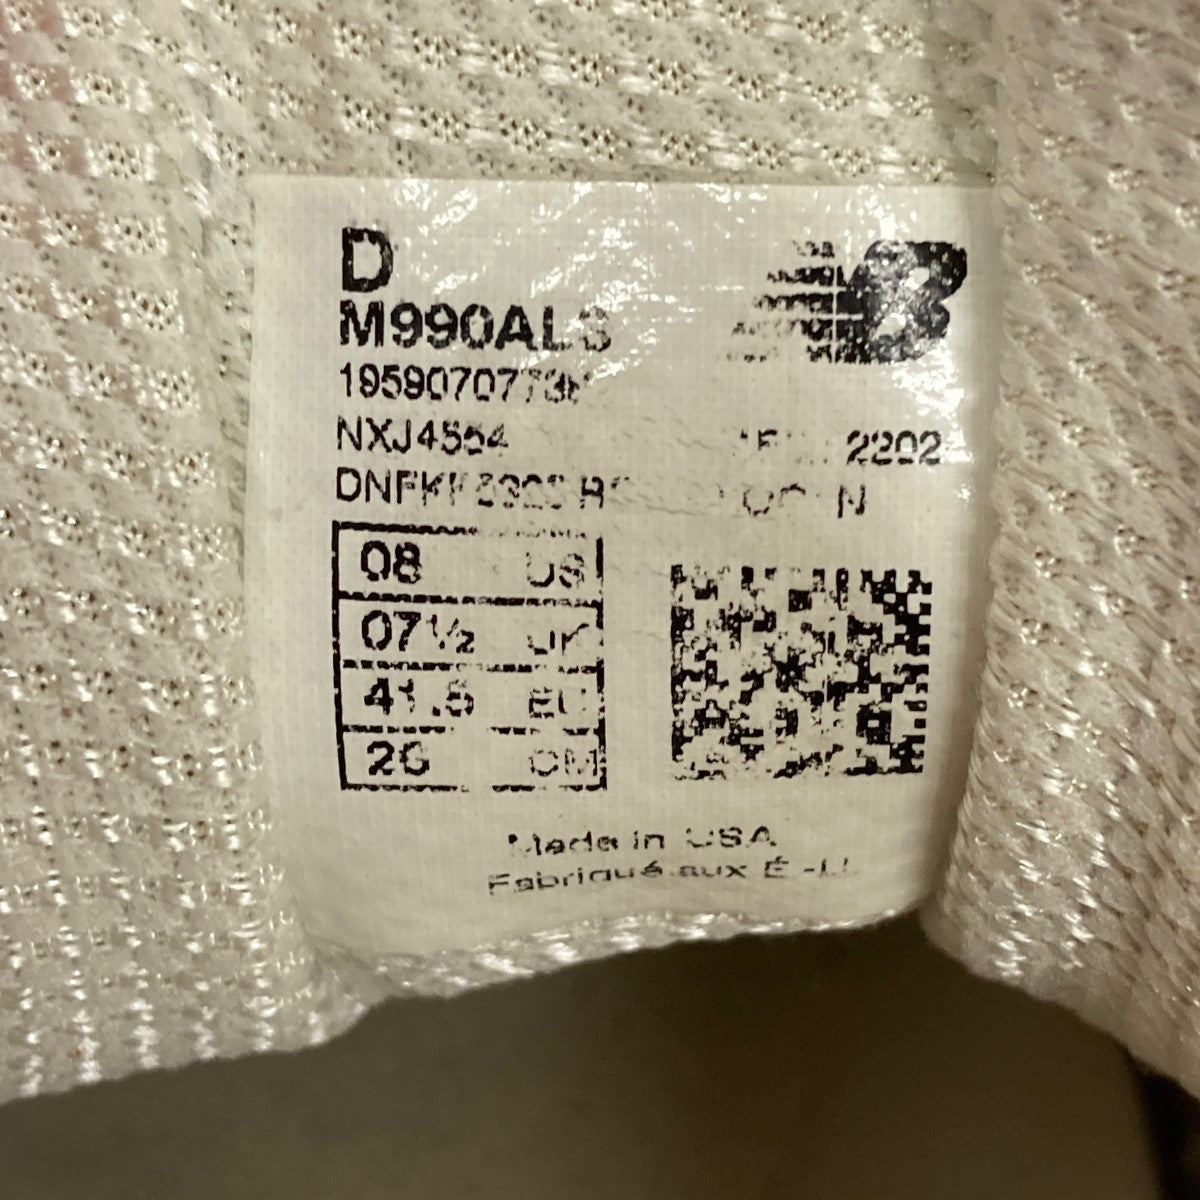 D
M990AL3
NXJ4554 2202
08 US
07½ UK
41.5 EU
26 CM
Made in USA
Fabriqué aux É-U